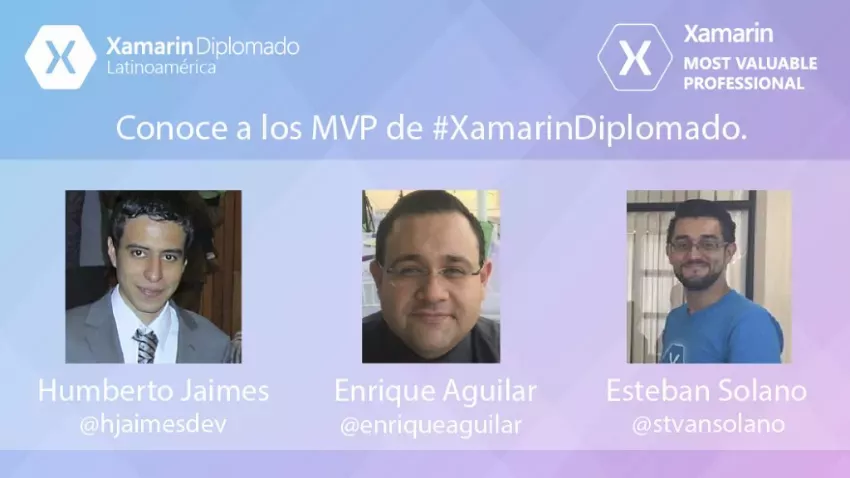 Xamarin Diplomado
Latinoamérica
Xamarin
MOST VALUABLE
PROFESSIONAL
Conoce a los MVP de #XamarinDiplomado.
Humberto Jaimes
Enrique Aguilar
Esteban Solano
@hjaimesdev
@enriqueaguilar
@stvansolano